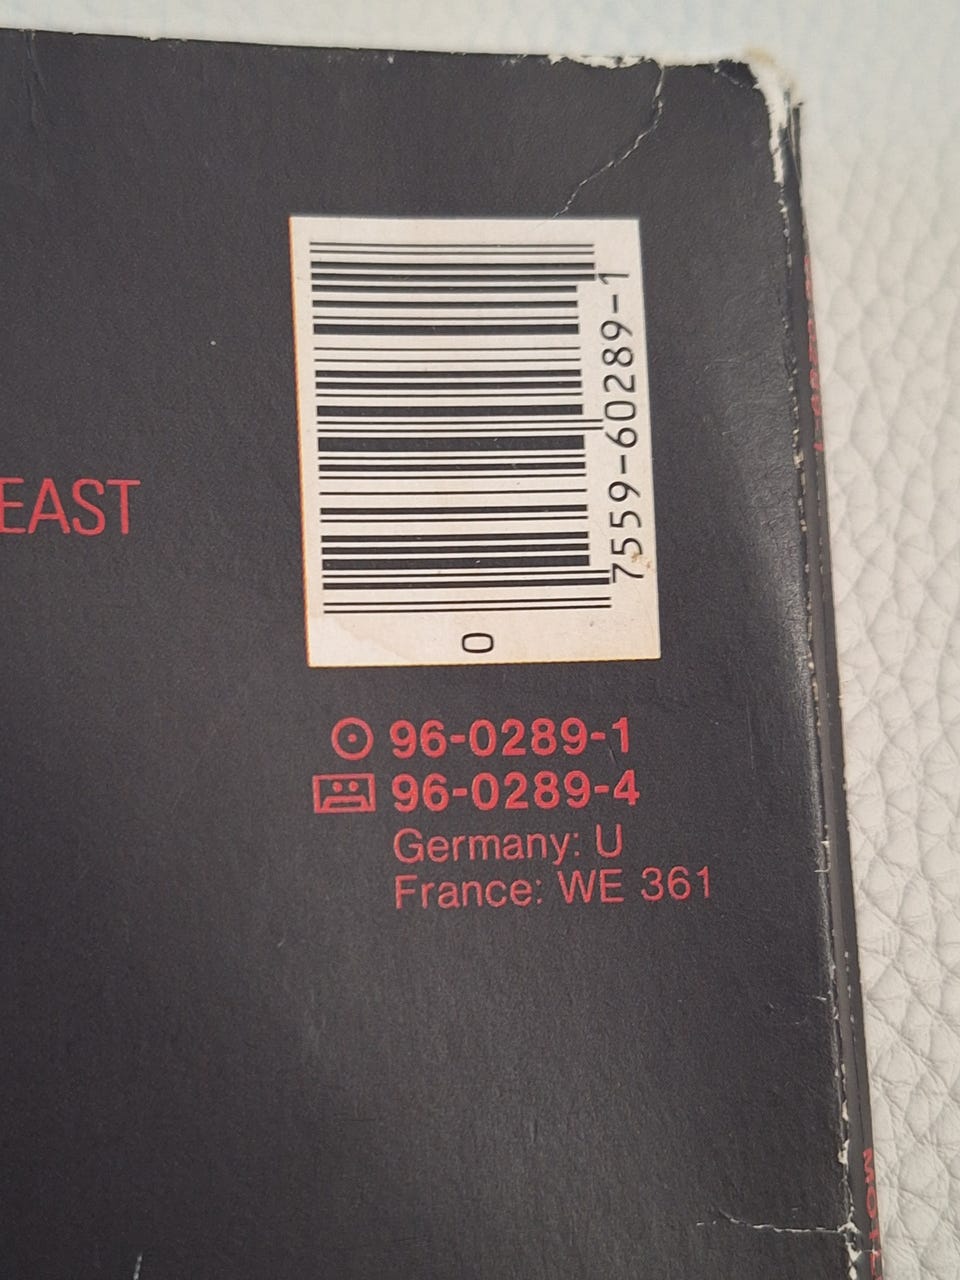 EAST
7559-60289-1
0
96-0289-1
96-0289-4
Germany: U
France: WE 361